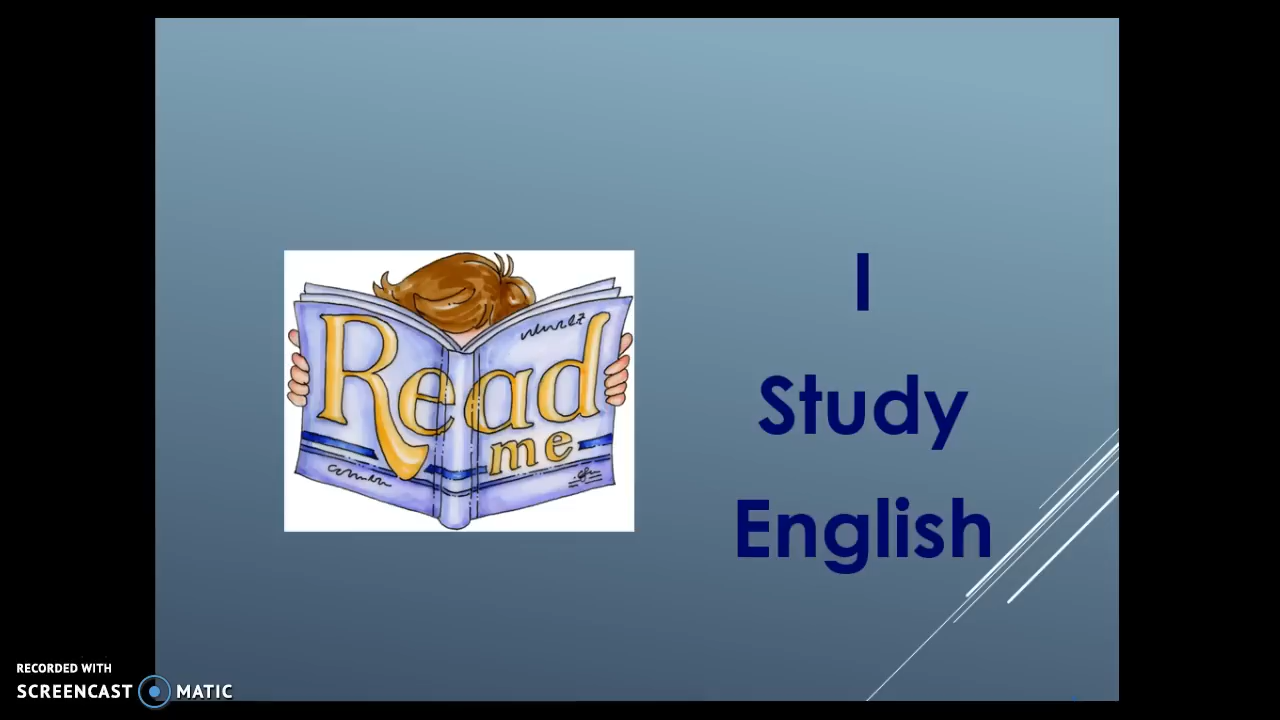 Read
me
I
Study
English
RECORDED WITH
SCREENCAST MATIC